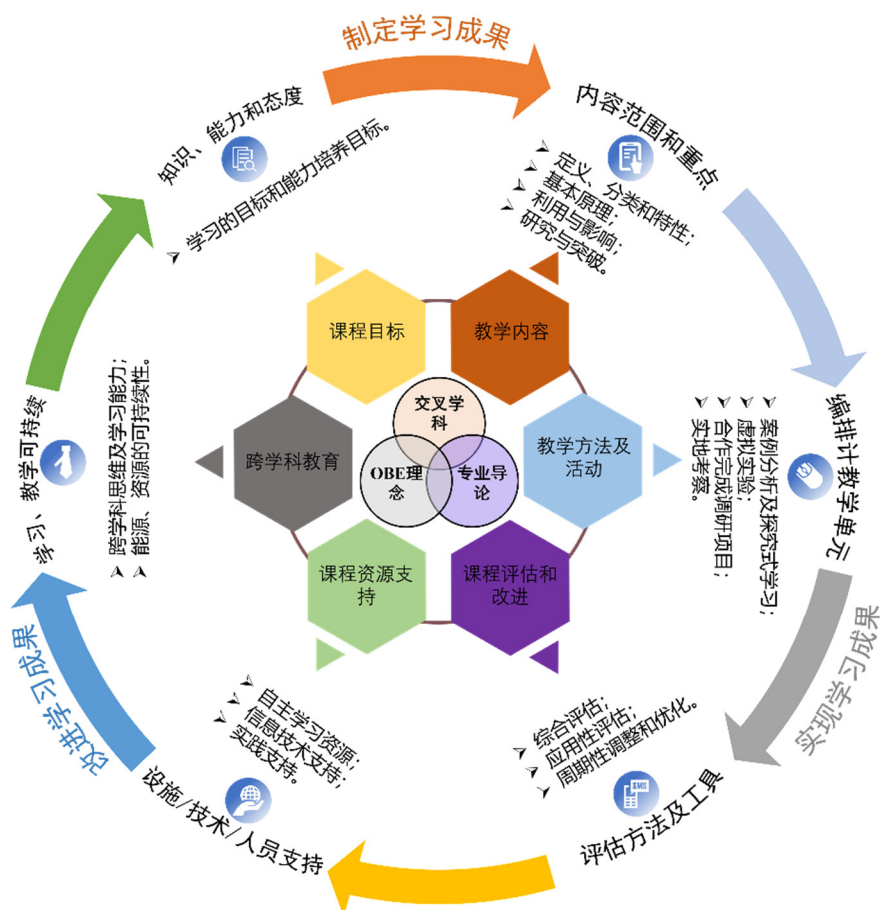 制定学习成果
知识、能力和态度
学习的目标和能力培养目标。
内容范围和重点
定义、分类和特性；
基本原理；
利用与影响；
研究与突破。
编排计教学单元
案例分析及探究式学习；
虚拟实验；
合作完成调研项目；
实地考察。
实现学习成果
评估方法及工具
综合评估；
应用性评估；
周期性调整和优化。
设施/技术/人员支持
自主学习资源；
信息技术支持；
实践支持。
改进学习成果
学习、教学可持续
跨学科思维及学习能力；
能源、资源的可持续性。
课程目标
教学内容
教学方法及
活动
课程评估和
改进
课程资源支
持
跨学科教育
交叉学
科
OBE理
念
专业导
论
SMS